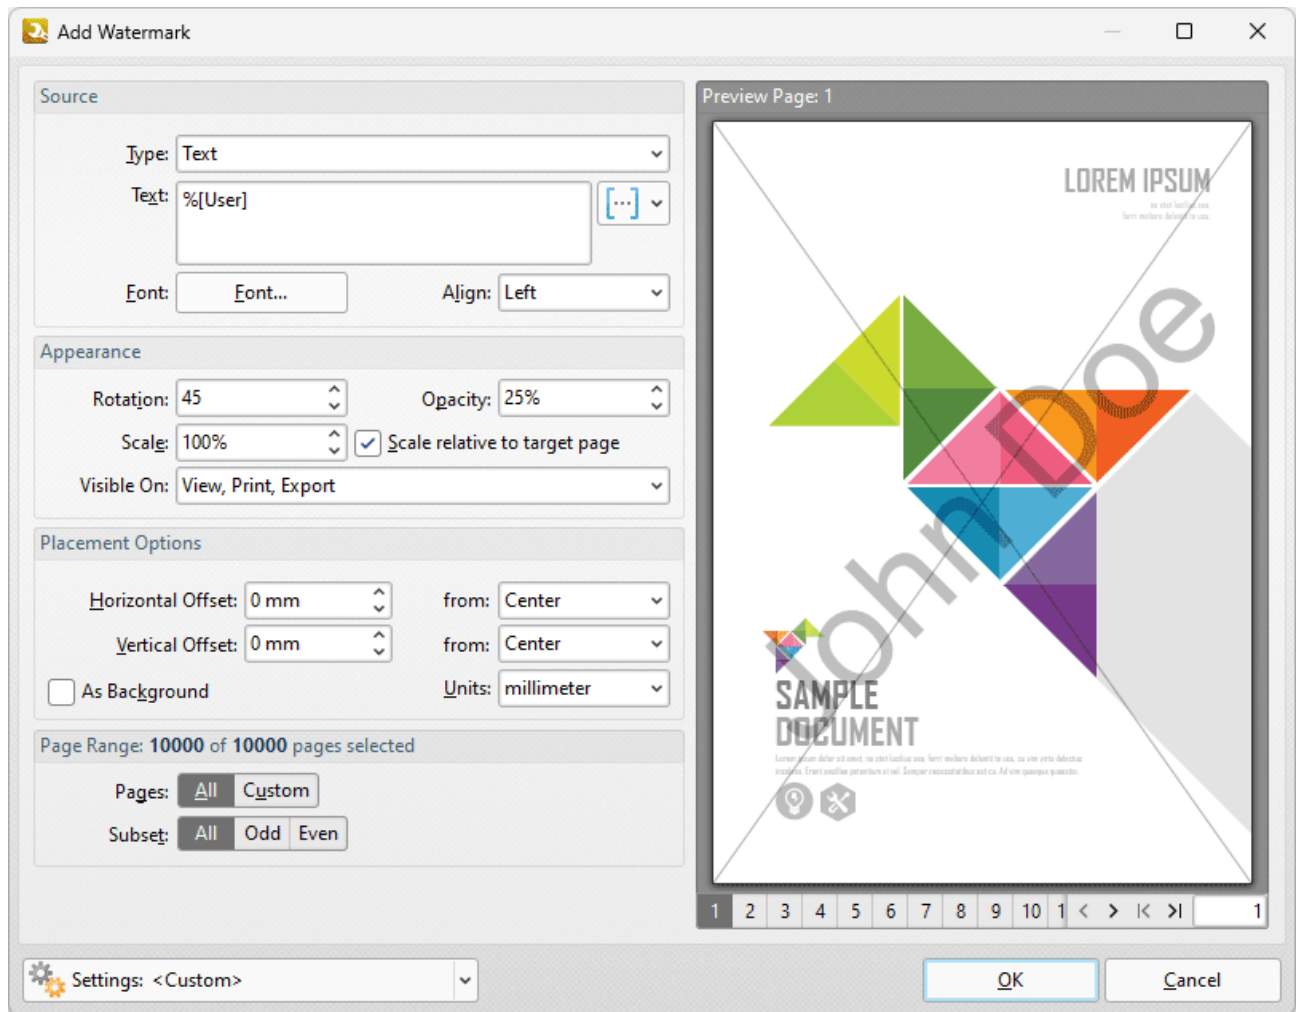 Add Watermark
Source
Type: Text
Text: %[User]
Font: Font... Align: Left
Appearance
Rotation: 45 Opacity: 25%
Scale: 100% Scale relative to target page
Visible On: View, Print, Export
Placement Options
Horizontal Offset: 0 mm from: Center
Vertical Offset: 0 mm from: Center
As Background Units: millimeter
Page Range: 10000 of 10000 pages selected
Pages: All Custom
Subset: All Odd Even
Preview Page: 1
LOREM IPSUM
John Doe
SAMPLE
DOCUMENT
1 2 3 4 5 6 7 8 9 10 1 1
Settings: <Custom>
OK Cancel